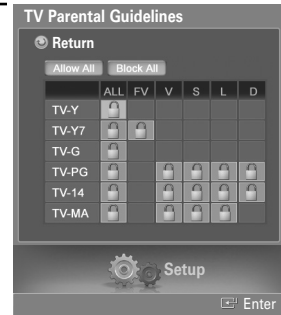 TV Parental Guidelines
Return
Allow All Block All
ALL FV V S L D
TV-Y
TV-Y7
TV-G
TV-PG
TV-14
TV-MA
Setup
Enter